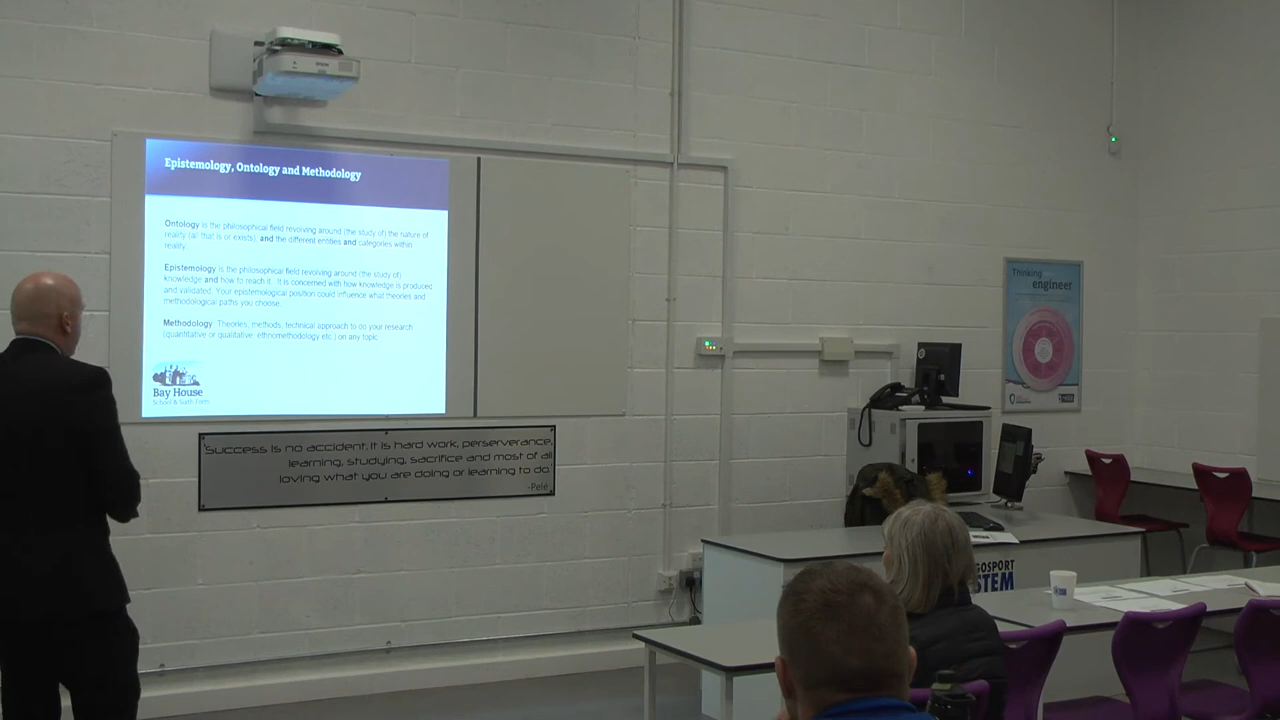 EPSON
Epistemology, Ontology and Methodology
Ontology is the philosophical field revolving around (the study of) the nature of
reality (all that is or exists), and the different entities and categories within
reality.
Epistemology is the philosophical field revolving around (the study of)
knowledge and how to reach it. It is concerned with how knowledge is produced
and validated. Your epistemological position could influence what theories and
methodological paths you choose.
Methodology: Theories, methods, technical approach to do your research
(quantitative or qualitative, ethnomethodology etc.) on any topic
Bay House
School & Sixth Form
'Success is no accident. It is hard work, perserverance,
learning, studying, sacrifice and most of all
loving what you are doing or learning to do'
-Pelé
Thinking
engineer
GOSPORT
STEM